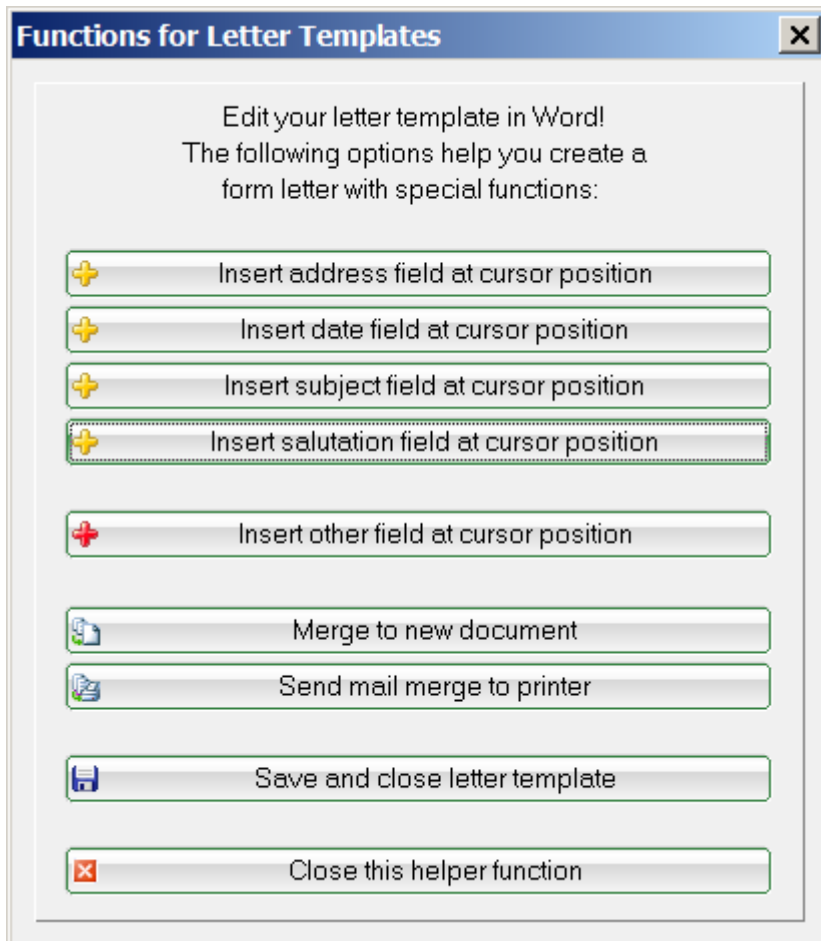 Functions for Letter Templates
Edit your letter template in Word!
The following options help you create a
form letter with special functions:
Insert address field at cursor position
Insert date field at cursor position
Insert subject field at cursor position
Insert salutation field at cursor position
Insert other field at cursor position
Merge to new document
Send mail merge to printer
Save and close letter template
Close this helper function